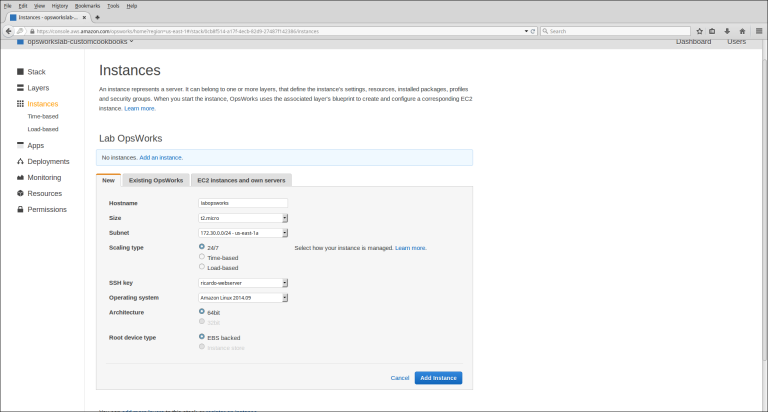 File Edit View History Bookmarks Tools Help
Instances - opsworkslab-...
https://console.aws.amazon.com/opsworks/home?region=us-east-1#/stack/
Search
opsworkslab-customcookbooks
Dashboard Users
Stack
Layers
Instances
Time-based
Load-based
Apps
Deployments
Monitoring
Resources
Permissions
Instances
An instance represents a server. It can belong to one or more layers, that define the instance's settings, resources, installed packages, profiles
and security groups. When you start the instance, OpsWorks uses the associated layer's blueprint to create and configure a corresponding EC2
instance. Learn more.
Lab OpsWorks
No instances. Add an instance.
New Existing OpsWorks EC2 instances and own servers
Hostname labopsworks
Size t2.micro
Subnet 172.30.0.0/24 - us-east-1a
Scaling type 24/7 Select how your instance is managed. Learn more.
Time-based
Load-based
SSH key ricardo-webserver
Operating system Amazon Linux 2014.09
Architecture 64bit
32bit
Root device type EBS backed
Instance store
Cancel Add Instance